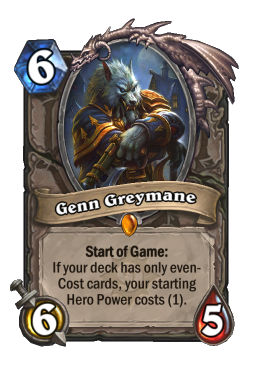 6
Genn Greymane
Start of Game:
If your deck has only even-
Cost cards, your starting
Hero Power costs (1).
6
5